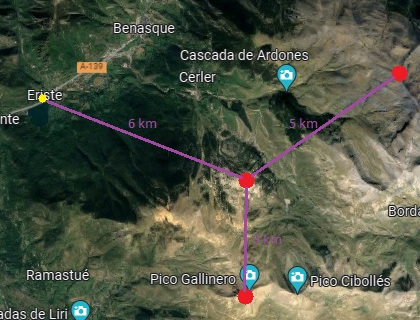 Benasque
Cascada de Ardones
A-139
Cerler
Eriste
nte
6 km
5 km
Borda
km
Ramastué
Pico Gallinero
Pico Cibollés
adas de Liri